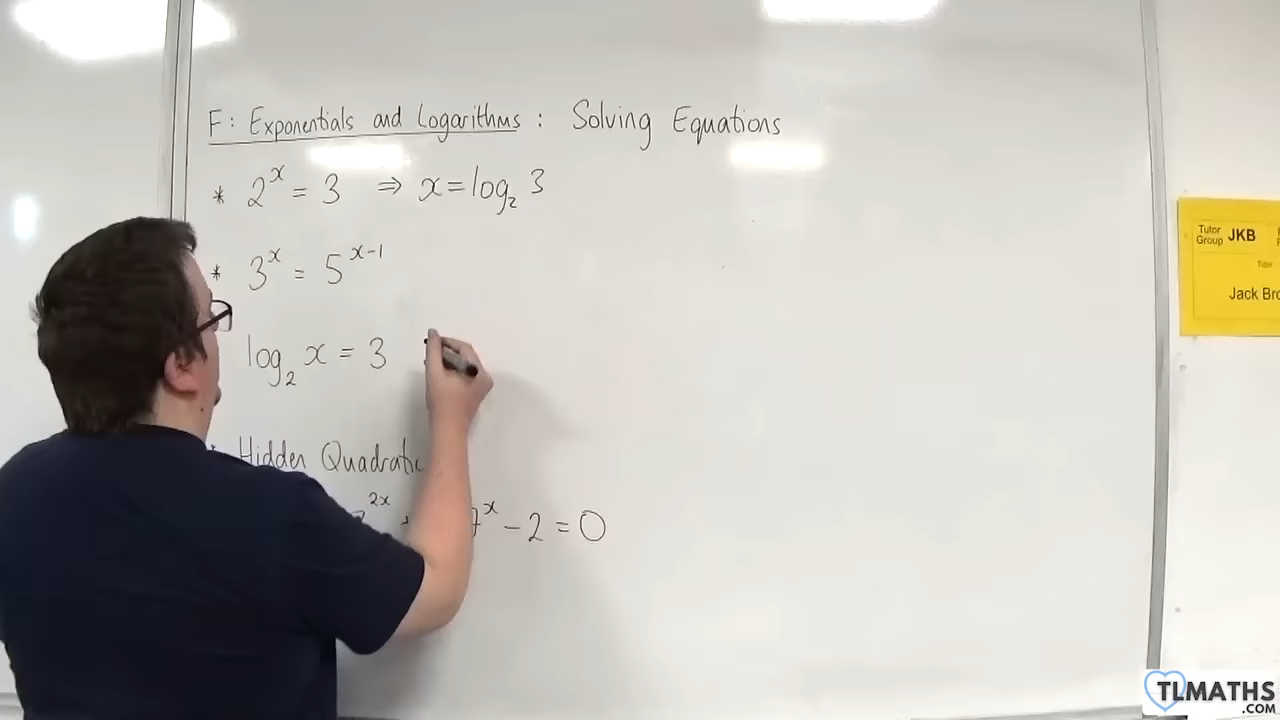 F: Exponentials and Logarithms : Solving Equations
* 2^x = 3 ⇒ x = log₂ 3
* 3^x = 5^(x-1)
log₂ x = 3
Hidden Quadratic
2x 7^x - 2 = 0
Tutor Group JKB
Jack
TLMATHS
.COM